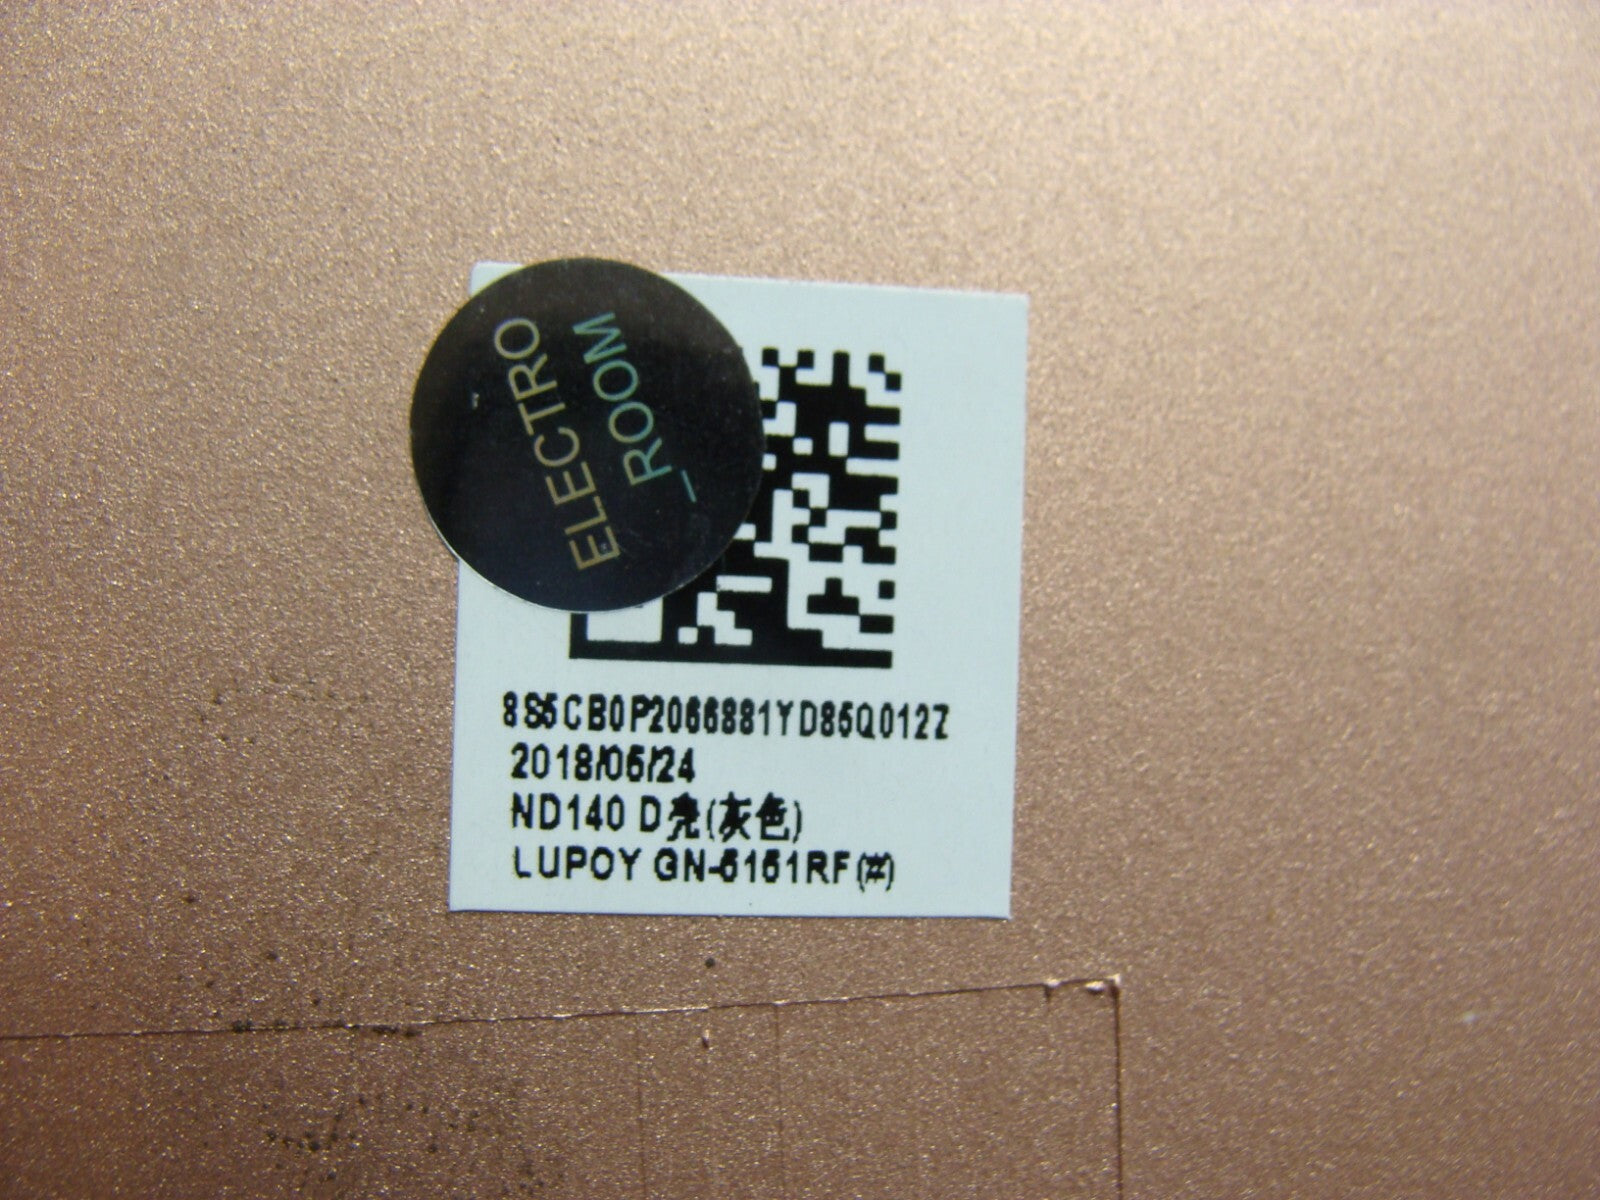 ELECTRO
_ROOM
8S5CB0P2066881YD85Q012Z
2018/05/24
ND140 D壳(灰色)
LUPOY GN-5151RF(#)